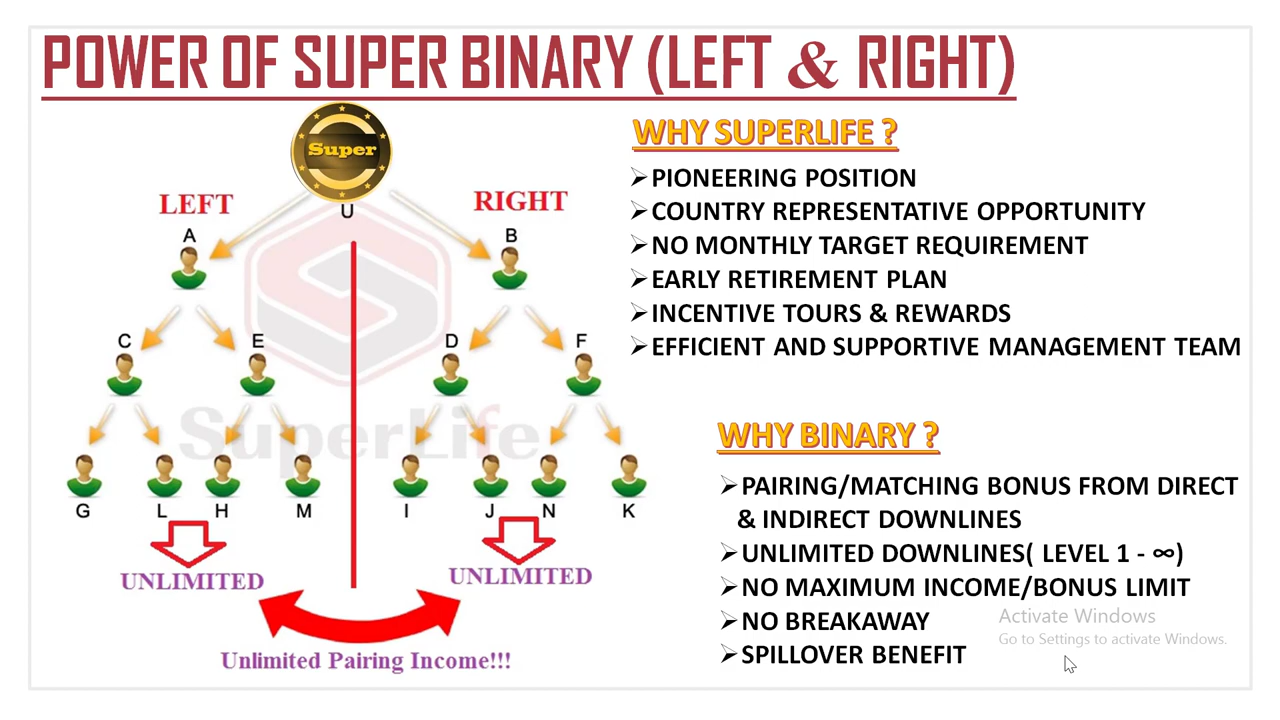 POWER OF SUPER BINARY (LEFT & RIGHT)
Super
LEFT
RIGHT
U
A
B
C
E
D
F
SuperLife
G
L
H
M
I
J
N
K
UNLIMITED
UNLIMITED
Unlimited Pairing Income!!!
WHY SUPERLIFE ?
➢PIONEERING POSITION
➢COUNTRY REPRESENTATIVE OPPORTUNITY
➢NO MONTHLY TARGET REQUIREMENT
➢EARLY RETIREMENT PLAN
➢INCENTIVE TOURS & REWARDS
➢EFFICIENT AND SUPPORTIVE MANAGEMENT TEAM
WHY BINARY ?
➢PAIRING/MATCHING BONUS FROM DIRECT
& INDIRECT DOWNLINES
➢UNLIMITED DOWNLINES( LEVEL 1 - ∞)
➢NO MAXIMUM INCOME/BONUS LIMIT
➢NO BREAKAWAY
➢SPILLOVER BENEFIT
Activate Windows
Go to Settings to activate Windows.